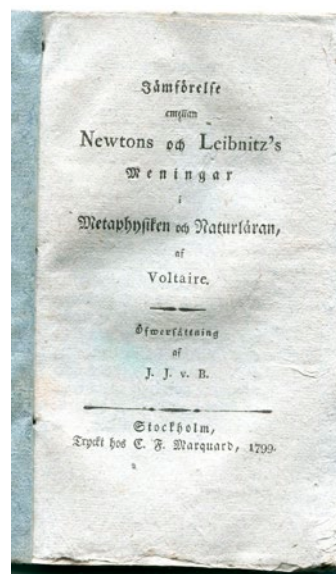 Jämförelse
emellan
Newtons och Leibnitz's
Meningar
i
Metaphysiken och Naturläran,
af
Voltaire.
Öfwersättning
af
J. J. v. B.
Stockholm,
Tryckt hos C. F. Marquard, 1799.